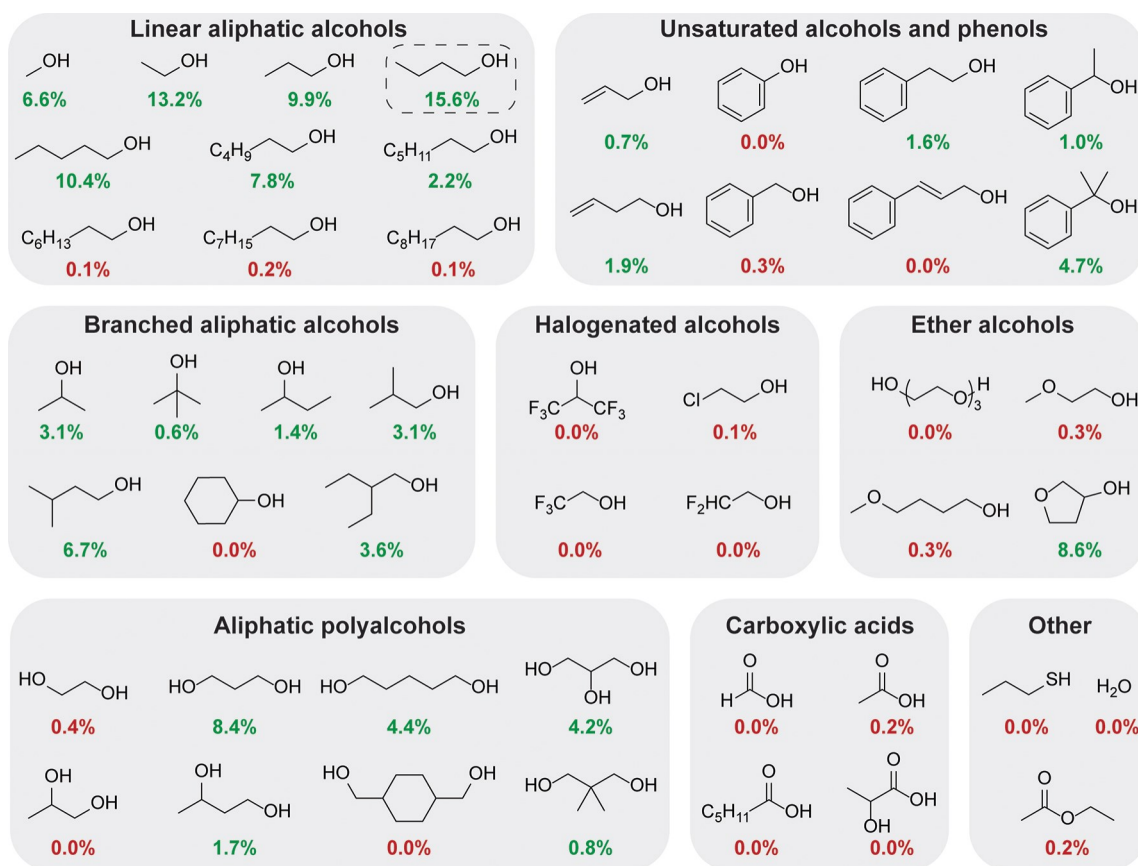 Linear aliphatic alcohols
OH OH OH OH
6.6% 13.2% 9.9% 15.6%
OH C4H9 OH C5H11 OH
10.4% 7.8% 2.2%
C6H13 OH C7H15 OH C8H17 OH
0.1% 0.2% 0.1%
Unsaturated alcohols and phenols
OH OH OH OH
0.7% 0.0% 1.6% 1.0%
OH OH OH OH
1.9% 0.3% 0.0% 4.7%
Branched aliphatic alcohols
OH OH OH OH
3.1% 0.6% 1.4% 3.1%
OH OH OH
6.7% 0.0% 3.6%
Halogenated alcohols
OH F3C CF3 Cl OH
0.0% 0.1%
F3C OH F2HC OH
0.0% 0.0%
Ether alcohols
HO ( O )3 H O OH
0.0% 0.3%
O OH O OH
0.3% 8.6%
Aliphatic polyalcohols
HO OH HO OH HO OH HO OH OH
0.4% 8.4% 4.4% 4.2%
OH OH OH OH HO OH HO OH
0.0% 1.7% 0.0% 0.8%
Carboxylic acids
O H OH O OH
0.0% 0.2%
C5H11 O OH O OH OH
0.0% 0.0%
Other
SH H2O
0.0% 0.0%
O O
0.2%